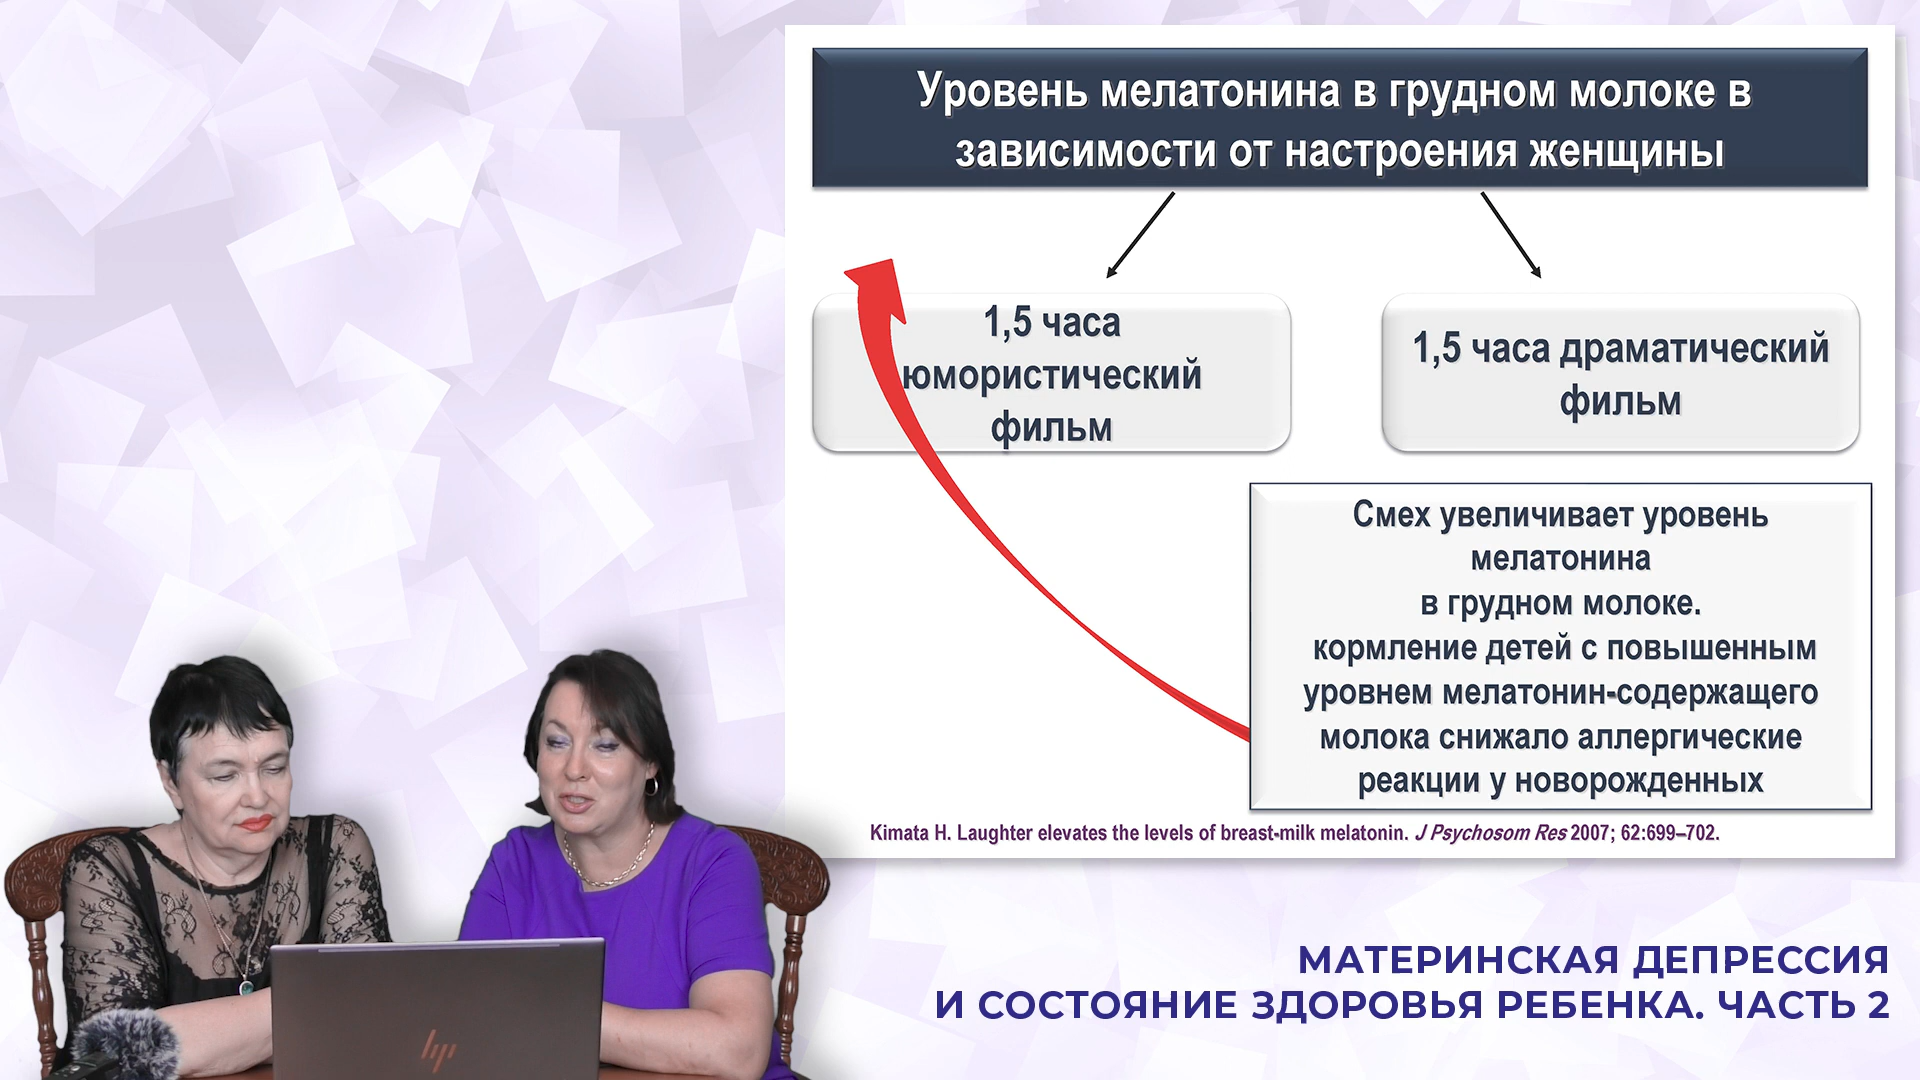 Уровень мелатонина в грудном молоке в
зависимости от настроения женщины
1,5 часа
юмористический
фильм
1,5 часа драматический
фильм
Смех увеличивает уровень
мелатонина
в грудном молоке.
кормление детей с повышенным
уровнем мелатонин-содержащего
молока снижало аллергические
реакции у новорожденных
Kimata H. Laughter elevates the levels of breast-milk melatonin. J Psychosom Res 2007; 62:699–702.
hp
МАТЕРИНСКАЯ ДЕПРЕССИЯ
И СОСТОЯНИЕ ЗДОРОВЬЯ РЕБЕНКА. ЧАСТЬ 2